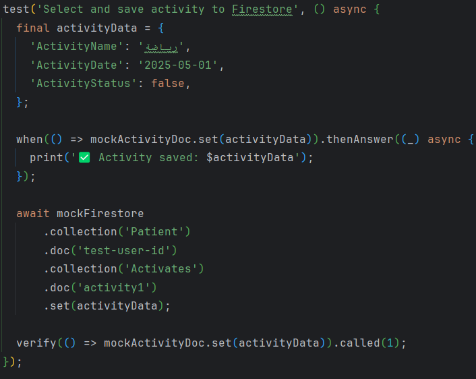 test('Select and save activity to Firestore', () async {
  final activityData = {
    'ActivityName': 'رياضة',
    'ActivityDate': '2025-05-01',
    'ActivityStatus': false,
  };

  when(() => mockActivityDoc.set(activityData)).thenAnswer((_) async {
    print('✅ Activity saved: $activityData');
  });

  await mockFirestore
      .collection('Patient')
      .doc('test-user-id')
      .collection('Activates')
      .doc('activity1')
      .set(activityData);

  verify(() => mockActivityDoc.set(activityData)).called(1);
});